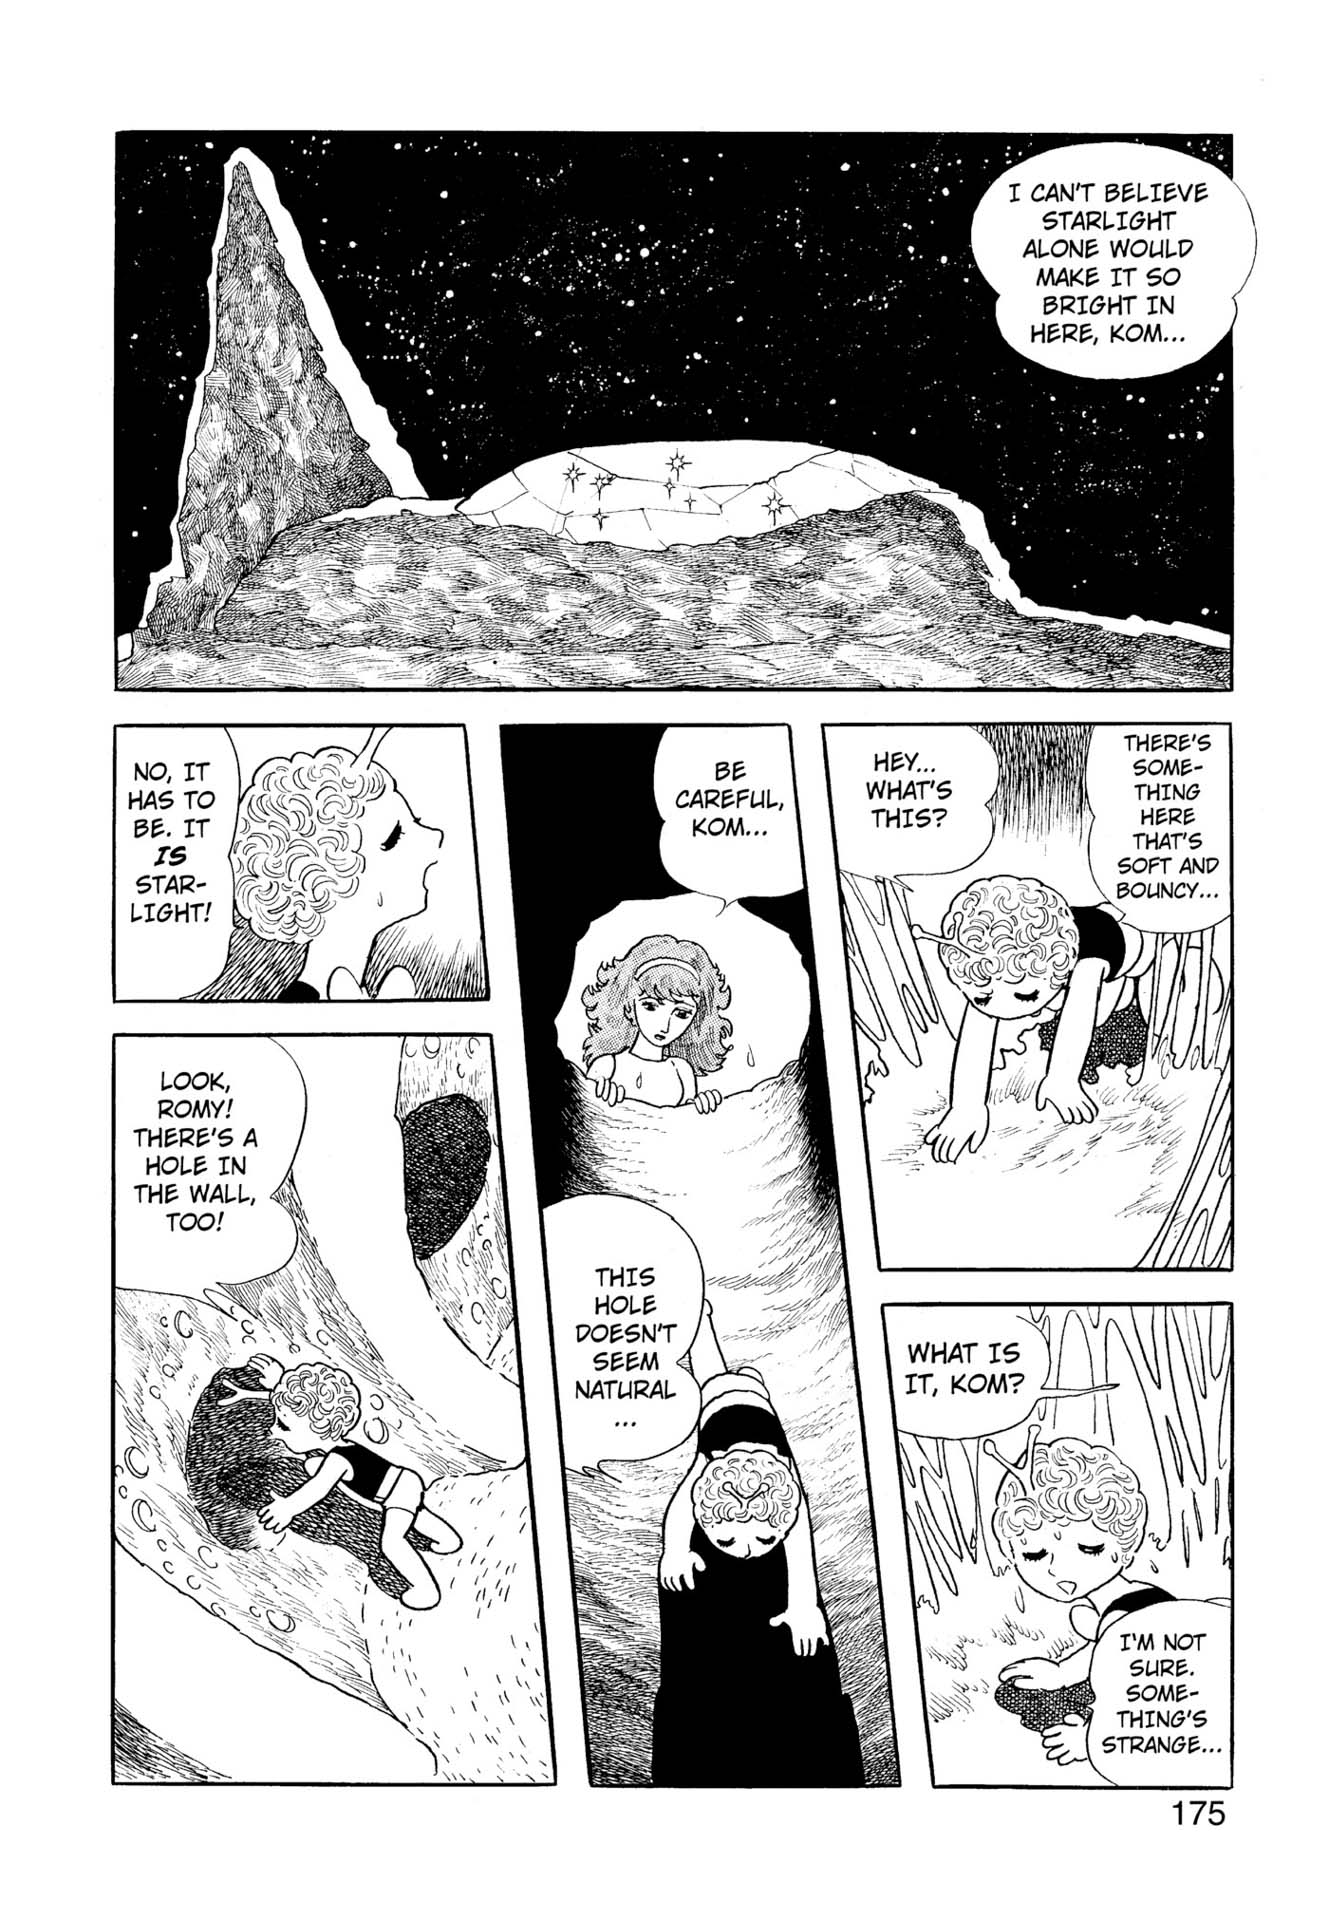 I CAN'T BELIEVE
STARLIGHT
ALONE WOULD
MAKE IT SO
BRIGHT IN
HERE, KOM...
NO, IT
HAS TO
BE. IT
IS
STAR-
LIGHT!
LOOK,
ROMY!
THERE'S A
HOLE IN
THE WALL,
TOO!
BE
CAREFUL,
KOM...
THIS
HOLE
DOESN'T
SEEM
NATURAL
...
HEY...
WHAT'S
THIS?
THERE'S
SOME-
THING
HERE
THAT'S
SOFT AND
BOUNCY...
WHAT IS
IT, KOM?
I'M NOT
SURE.
SOME-
THING'S
STRANGE...
175